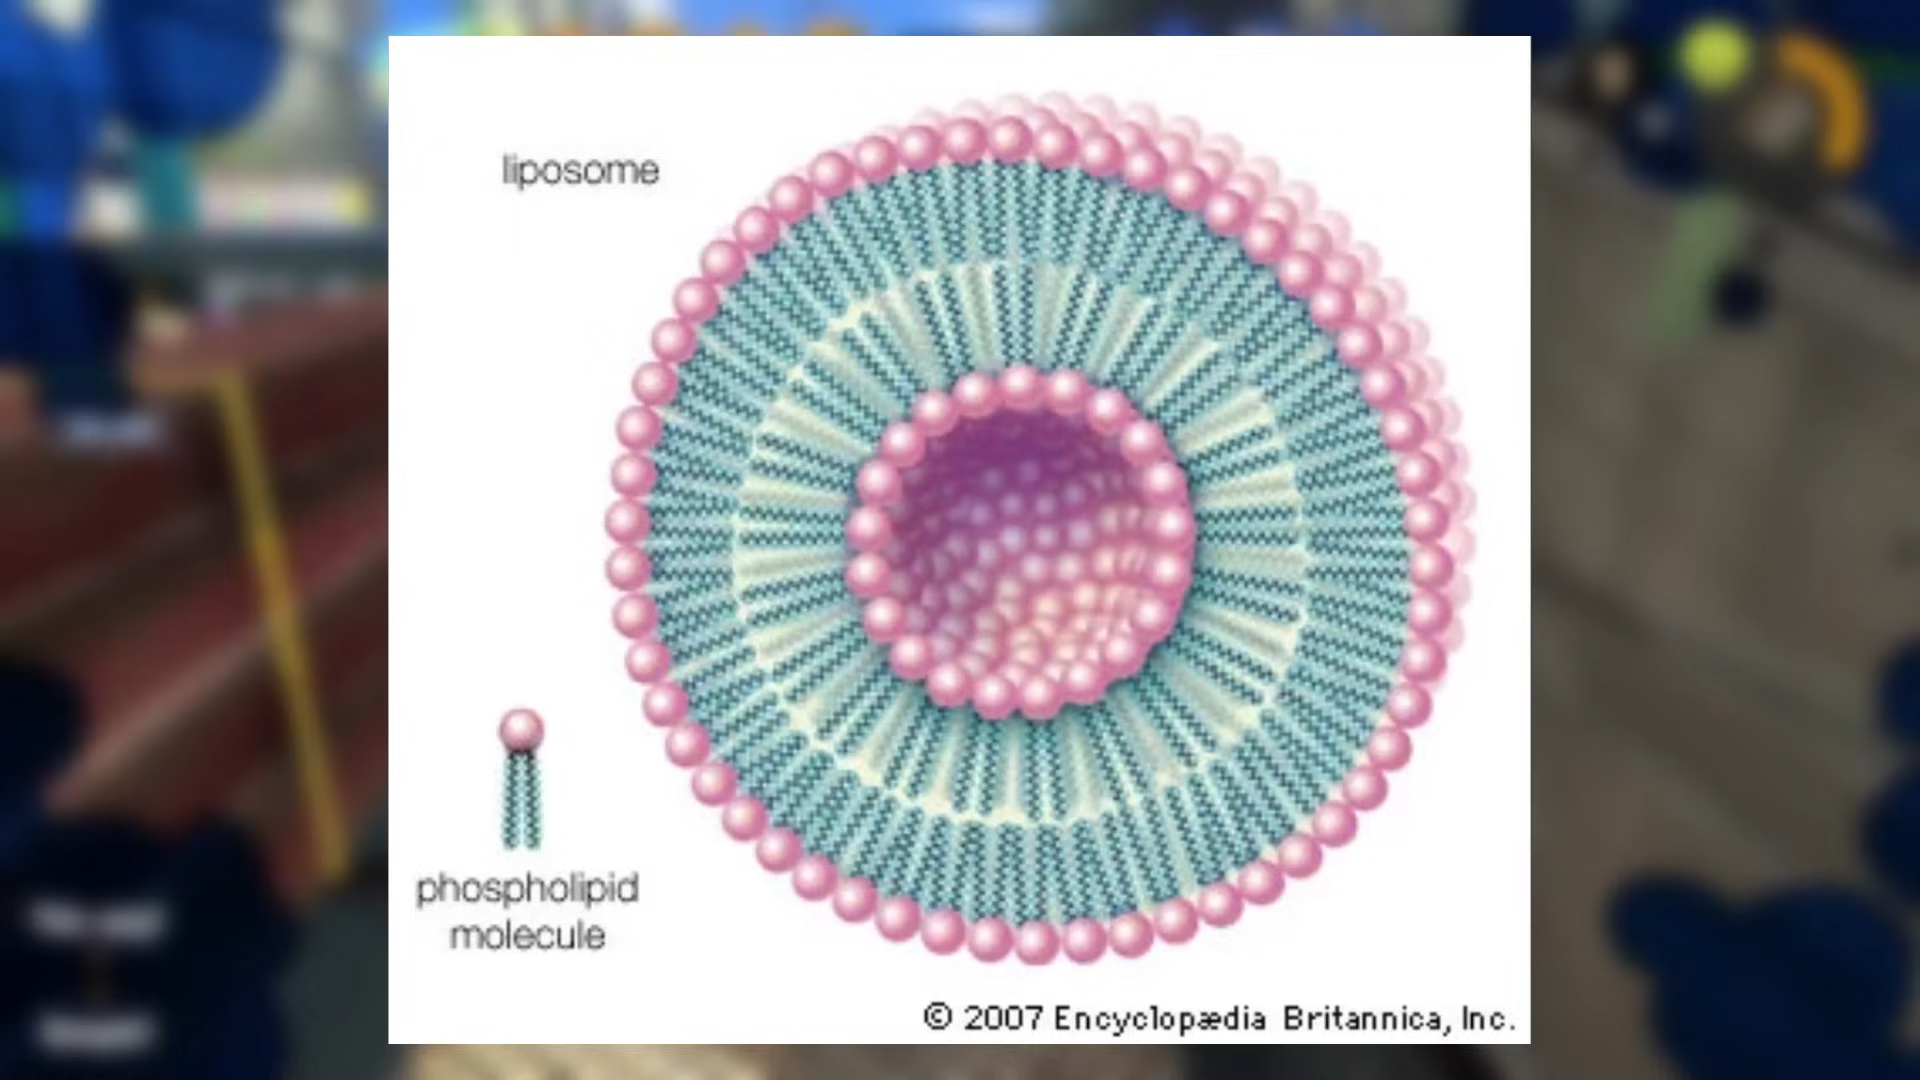 liposome
phospholipid
molecule
© 2007 Encyclopædia Britannica, Inc.